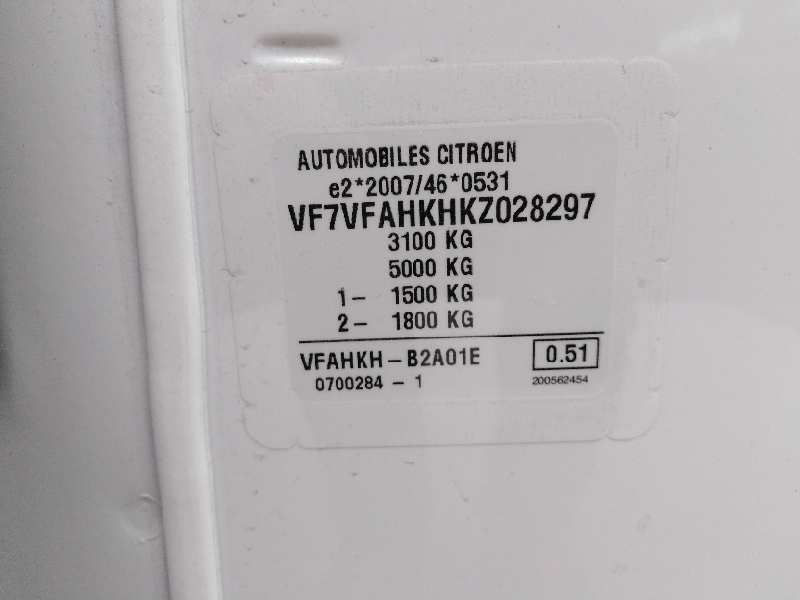 AUTOMOBILES CITROEN
e2*2007/46*0531
VF7VFAHKHKZ028297
3100 KG
5000 KG
1- 1500 KG
2- 1800 KG
VFAHKH-B2A01E 0.51
0700284-1 200562454